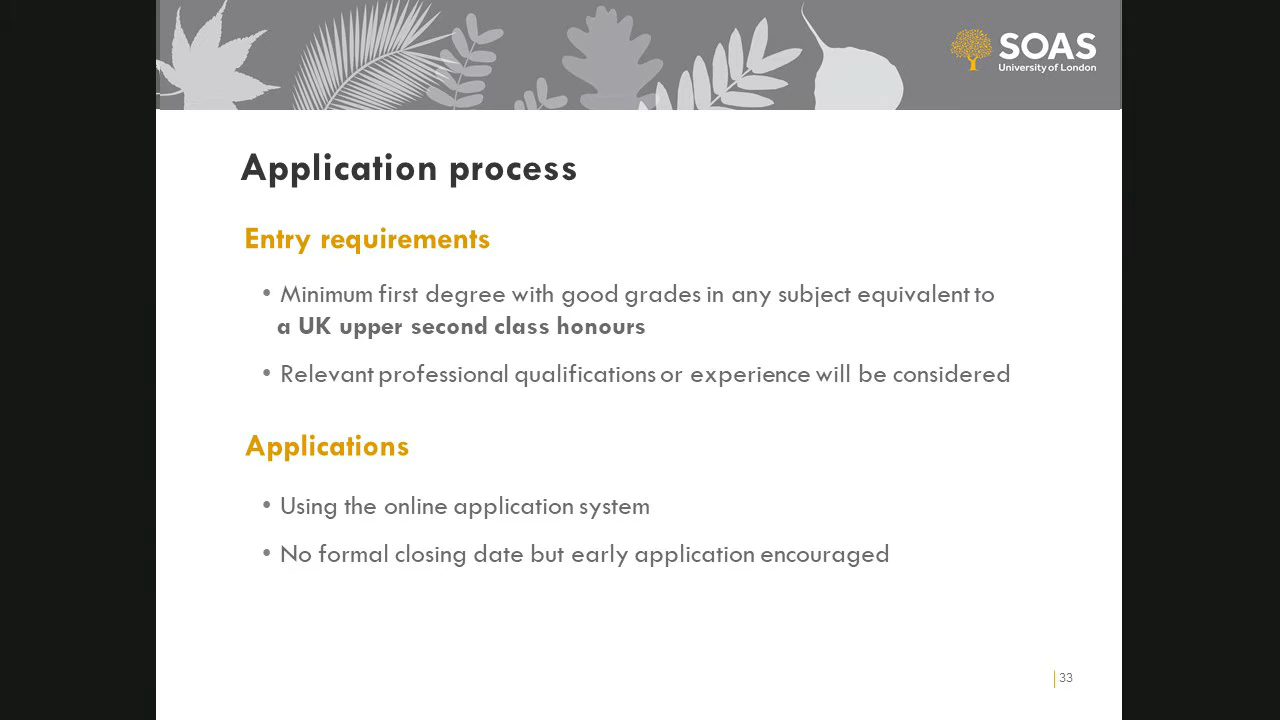 SOAS
University of London
Application process
Entry requirements
• Minimum first degree with good grades in any subject equivalent to
a UK upper second class honours
• Relevant professional qualifications or experience will be considered
Applications
• Using the online application system
• No formal closing date but early application encouraged
33